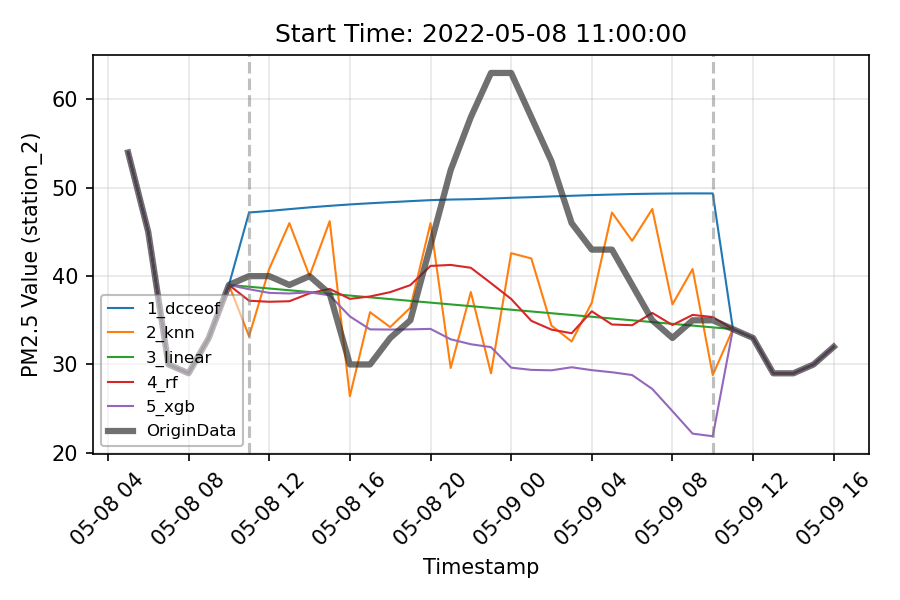 Start Time: 2022-05-08 11:00:00
PM2.5 Value (station_2)
60
50
40
30
20
1_dcceof
2_knn
3_linear
4_rf
5_xgb
OriginData
05-08 04
05-08 08
05-08 12
05-08 16
05-08 20
05-09 00
05-09 04
05-09 08
05-09 12
05-09 16
Timestamp